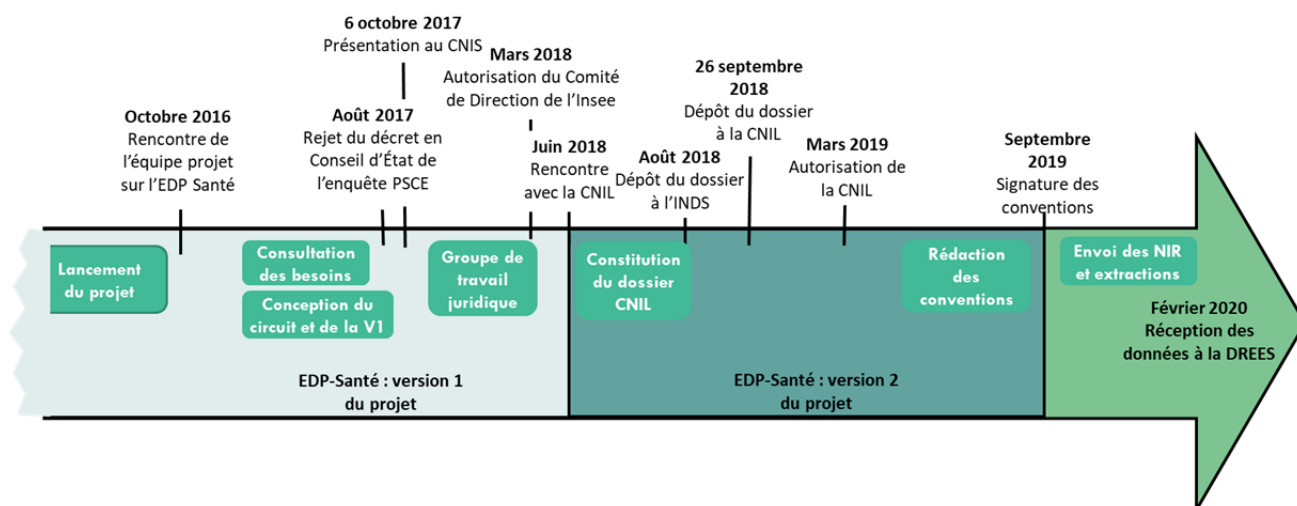 6 octobre 2017
Présentation au CNIS
Mars 2018
Autorisation du Comité
de Direction de l'Insee
26 septembre
2018
Dépôt du dossier
à la CNIL
Octobre 2016
Rencontre de
l'équipe projet
sur l'EDP Santé
Août 2017
Rejet du décret en
Conseil d'État de
l'enquête PSCE
Juin 2018
Rencontre
avec la CNIL
Août 2018
Dépôt du dossier
à l'INDS
Mars 2019
Autorisation de
la CNIL
Septembre
2019
Signature des
conventions
Lancement
du projet
Consultation
des besoins
Conception du
circuit et de la V1
Groupe de
travail
juridique
Constitution
du dossier
CNIL
Rédaction
des
conventions
Envoi des NIR
et extractions
Février 2020
Réception des
données à la DREES
EDP-Santé : version 1
du projet
EDP-Santé : version 2
du projet